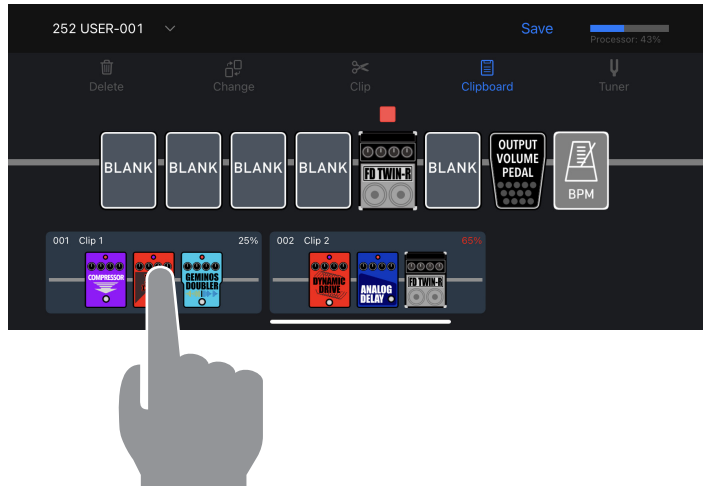 252 USER-001
Save
Processor: 43%
Delete
Change
Clip
Clipboard
Tuner
BLANK
BLANK
BLANK
BLANK
FD TWIN-R
BLANK
OUTPUT
VOLUME
PEDAL
BPM
001 Clip 1
25%
COMPRESSOR
GEMINOS
DOUBLER
002 Clip 2
65%
DYNAMIC
DRIVE
ANALOG
DELAY
FD TWIN-R